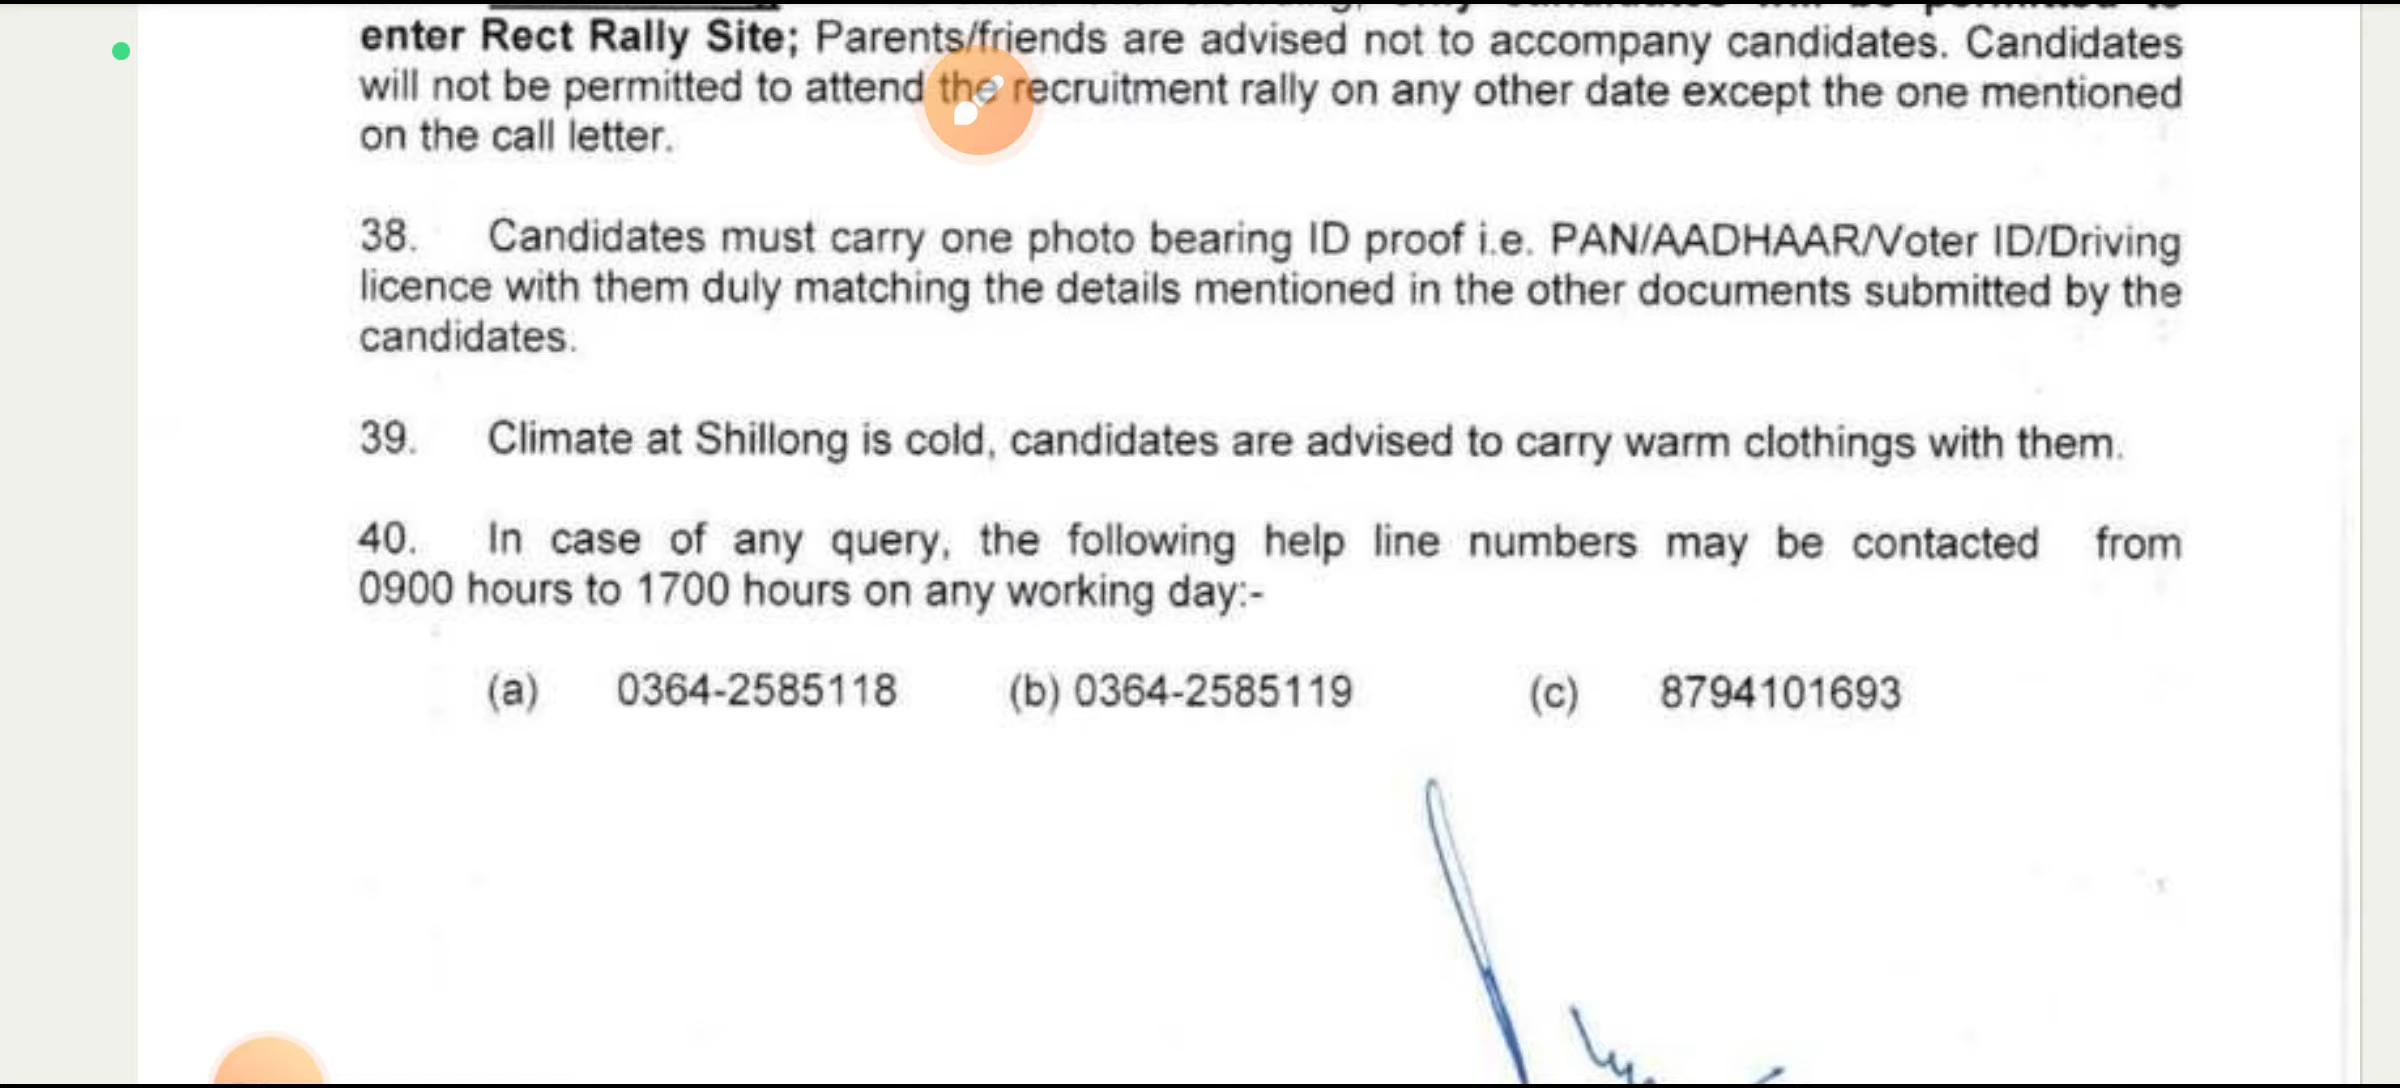 enter Rect Rally Site; Parents/friends are advised not to accompany candidates. Candidates
will not be permitted to attend the recruitment rally on any other date except the one mentioned
on the call letter.
38. Candidates must carry one photo bearing ID proof i.e. PAN/AADHAAR/Voter ID/Driving
licence with them duly matching the details mentioned in the other documents submitted by the
candidates.
39. Climate at Shillong is cold, candidates are advised to carry warm clothings with them.
40. In case of any query, the following help line numbers may be contacted from
0900 hours to 1700 hours on any working day:-
(a) 0364-2585118 (b) 0364-2585119 (c) 8794101693